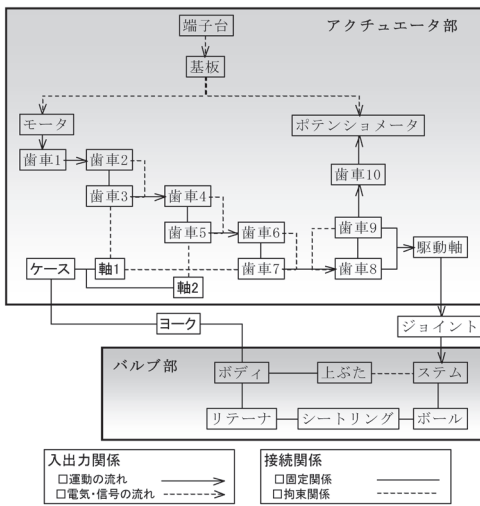 端子台
アクチュエータ部
基板
モータ
ポテンショメータ
歯車1
歯車2
歯車10
歯車3
歯車4
歯車5
歯車6
歯車9
駆動軸
ケース
軸1
歯車7
歯車8
軸2
ヨーク
ジョイント
バルブ部
ボディ
上ぶた
ステム
リテーナ
シートリング
ボール
入出力関係
□運動の流れ
□電気・信号の流れ
接続関係
□固定関係
□拘束関係